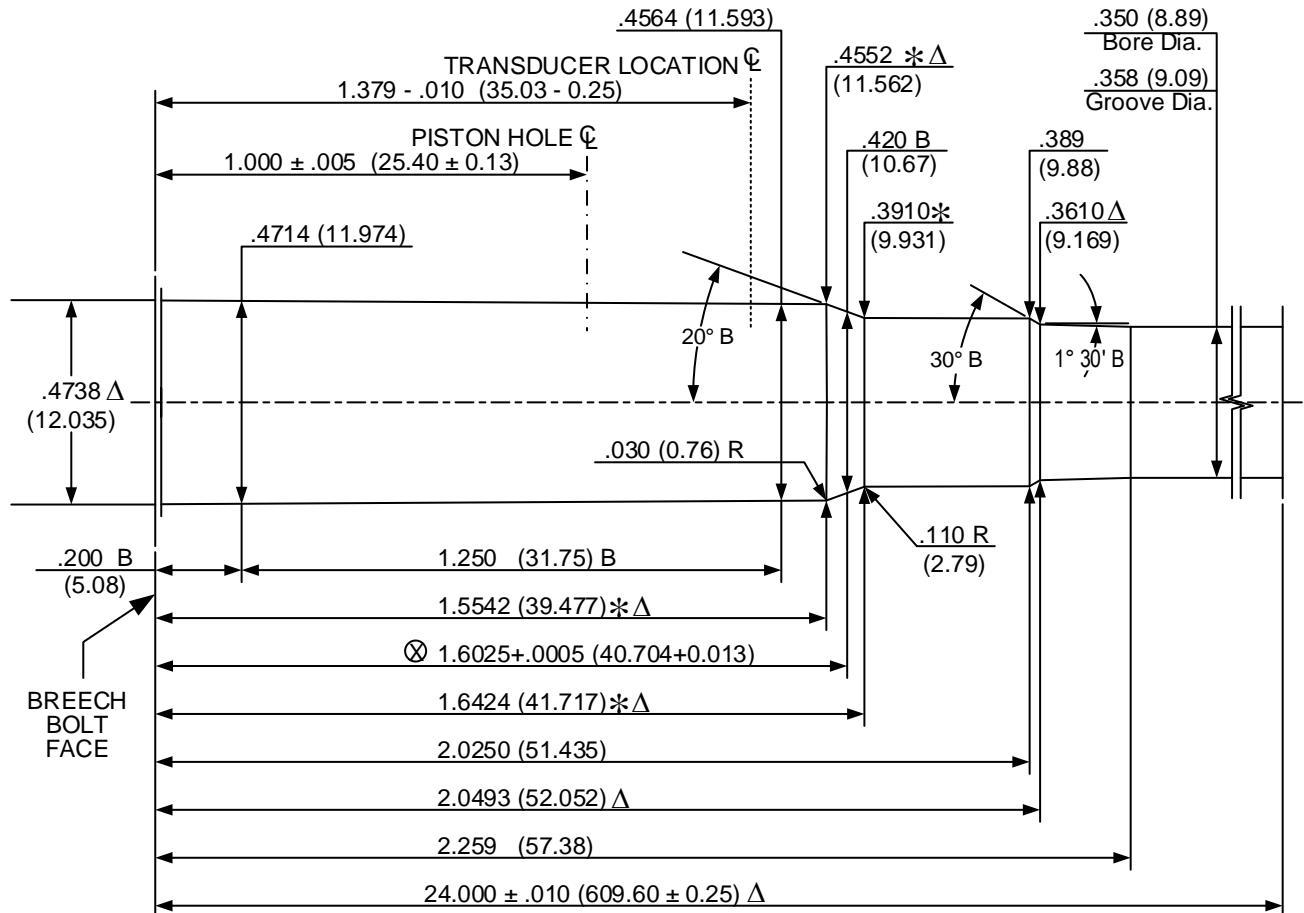 .4564 (11.593)
.350 (8.89)
Bore Dia.
.358 (9.09)
Groove Dia.
TRANSDUCER LOCATION ℄
1.379 - .010 (35.03 - 0.25)
.4552 ✻ Δ
(11.562)
PISTON HOLE ℄
1.000 ± .005 (25.40 ± 0.13)
.420 B
(10.67)
.389
(9.88)
.4714 (11.974)
.3910✻
(9.931)
.3610 Δ
(9.169)
20° B
30° B
1° 30' B
.4738 Δ
(12.035)
.030 (0.76) R
.110 R
(2.79)
.200 B
(5.08)
1.250 (31.75) B
1.5542 (39.477)✻ Δ
ⓧ 1.6025+.0005 (40.704+0.013)
BREECH
BOLT
FACE
1.6424 (41.717)✻ Δ
2.0250 (51.435)
2.0493 (52.052) Δ
2.259 (57.38)
24.000 ± .010 (609.60 ± 0.25) Δ